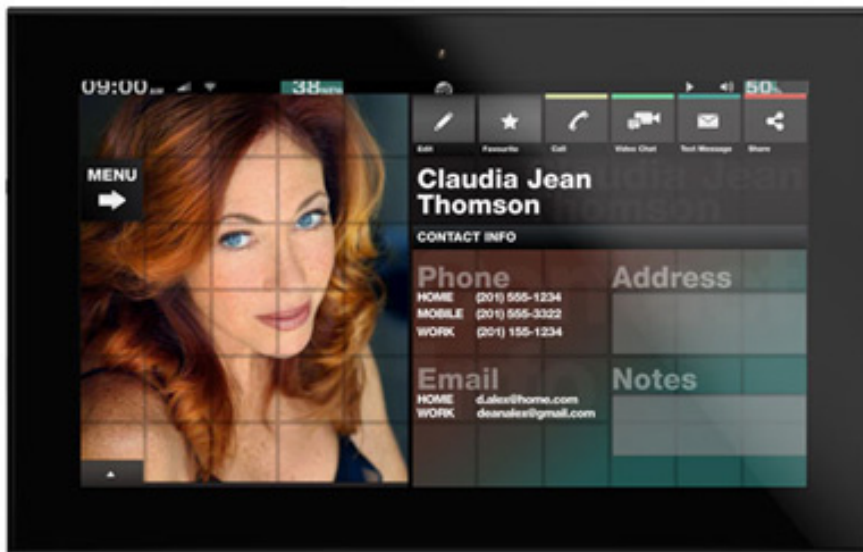 09:00 AM
38
50%
Edit
Favourite
Call
Video Chat
Text Message
Share
MENU
Claudia Jean
Thomson
CONTACT INFO
Phone
HOME (201) 555-1234
MOBILE (201) 555-3322
WORK (201) 155-1234
Address
Email
HOME d.alex@home.com
WORK deanalex@gmail.com
Notes